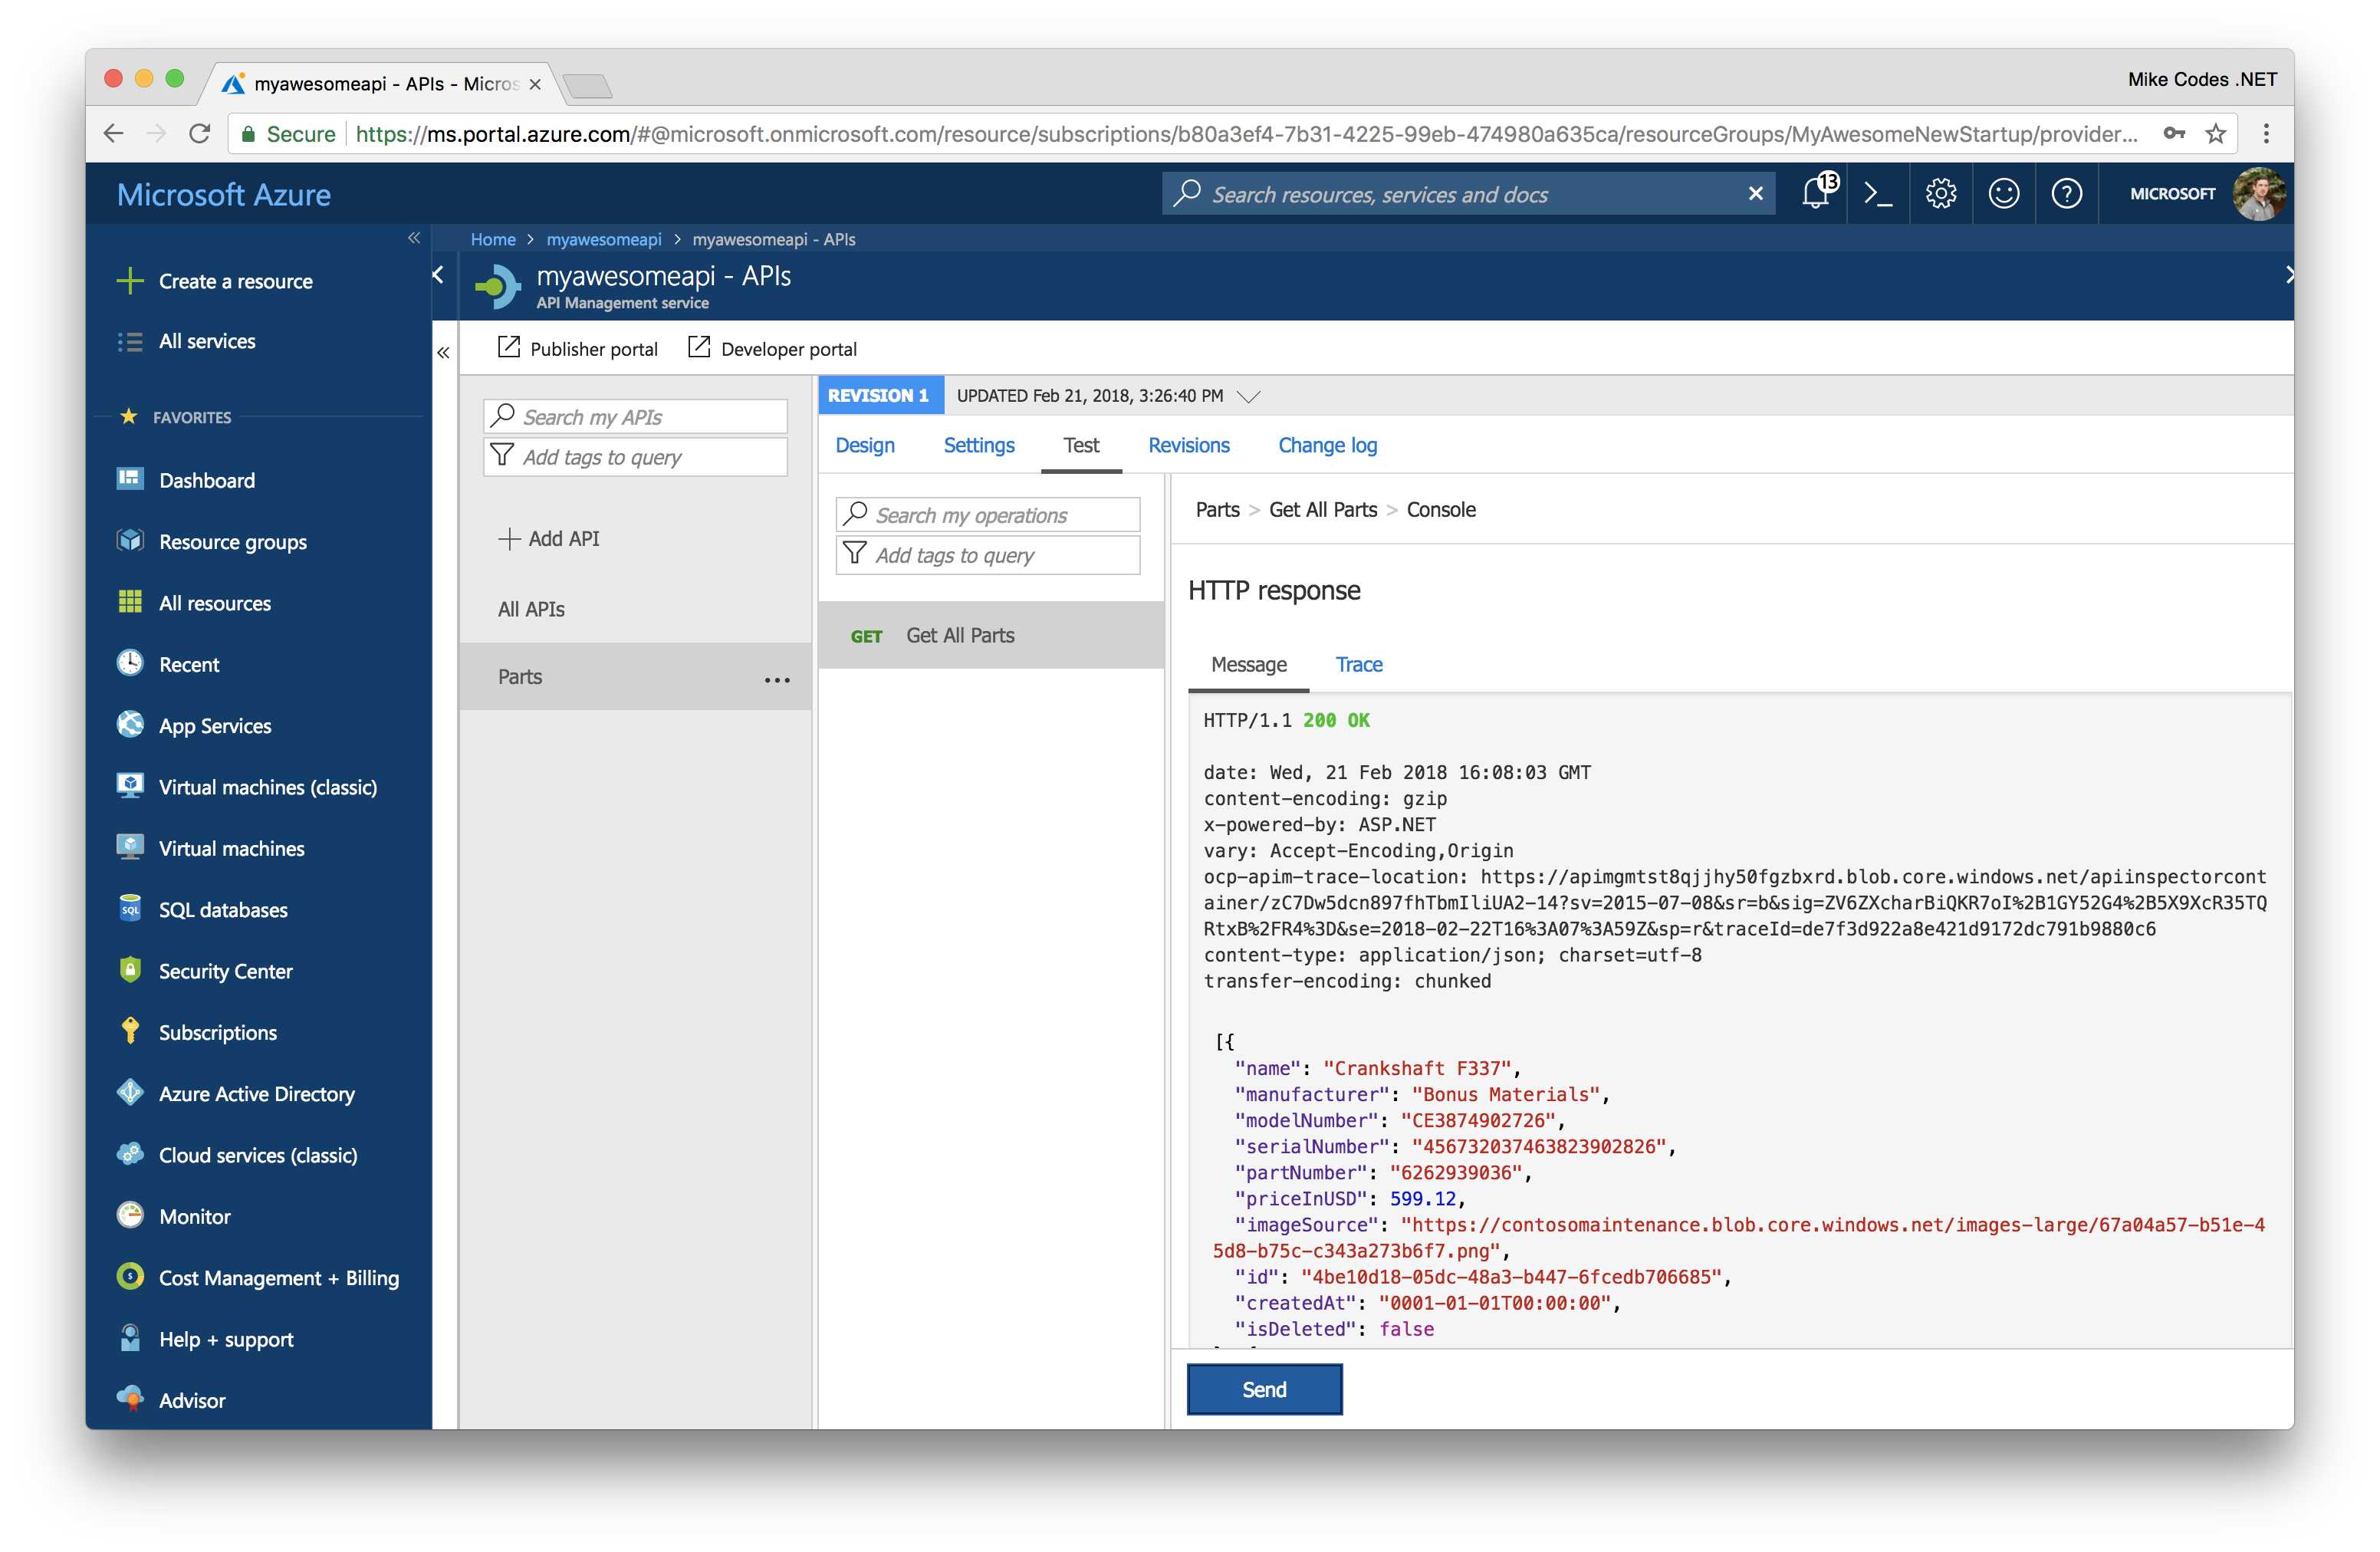 myawesomeapi - APIs - Micros
Mike Codes .NET
Secure
https://ms.portal.azure.com/#@microsoft.onmicrosoft.com/resource/subscriptions/b80a3ef4-7b31-4225-99eb-474980a635ca/resourceGroups/MyAwesomeNewStartup/provider...
Microsoft Azure
Search resources, services and docs
13
MICROSOFT
Home > myawesomeapi > myawesomeapi - APIs
myawesomeapi - APIs
API Management service
Create a resource
All services
FAVORITES
Dashboard
Resource groups
All resources
Recent
App Services
Virtual machines (classic)
Virtual machines
SQL databases
Security Center
Subscriptions
Azure Active Directory
Cloud services (classic)
Monitor
Cost Management + Billing
Help + support
Advisor
Publisher portal
Developer portal
Search my APIs
Add tags to query
Add API
All APIs
Parts
REVISION 1
UPDATED Feb 21, 2018, 3:26:40 PM
Design
Settings
Test
Revisions
Change log
Search my operations
Add tags to query
GET Get All Parts
Parts > Get All Parts > Console
HTTP response
Message
Trace
HTTP/1.1 200 OK
date: Wed, 21 Feb 2018 16:08:03 GMT
content-encoding: gzip
x-powered-by: ASP.NET
vary: Accept-Encoding,Origin
ocp-apim-trace-location: https://apimgmtst8qjjhy50fgzbxrd.blob.core.windows.net/apiinspectorcont
ainer/zC7Dw5dcn897fhTbmIliUA2-14?sv=2015-07-08&sr=b&sig=ZV6ZXcharBiQKR7oI%2B1GY52G4%2B5X9XcR35TQ
RtxB%2FR4%3D&se=2018-02-22T16%3A07%3A59Z&sp=r&traceId=de7f3d922a8e421d9172dc791b9880c6
content-type: application/json; charset=utf-8
transfer-encoding: chunked
[{
"name": "Crankshaft F337",
"manufacturer": "Bonus Materials",
"modelNumber": "CE3874902726",
"serialNumber": "456732037463823902826",
"partNumber": "6262939036",
"priceInUSD": 599.12,
"imageSource": "https://contosomaintenance.blob.core.windows.net/images-large/67a04a57-b51e-4
5d8-b75c-c343a273b6f7.png",
"id": "4be10d18-05dc-48a3-b447-6fcedb706685",
"createdAt": "0001-01-01T00:00:00",
"isDeleted": false
Send